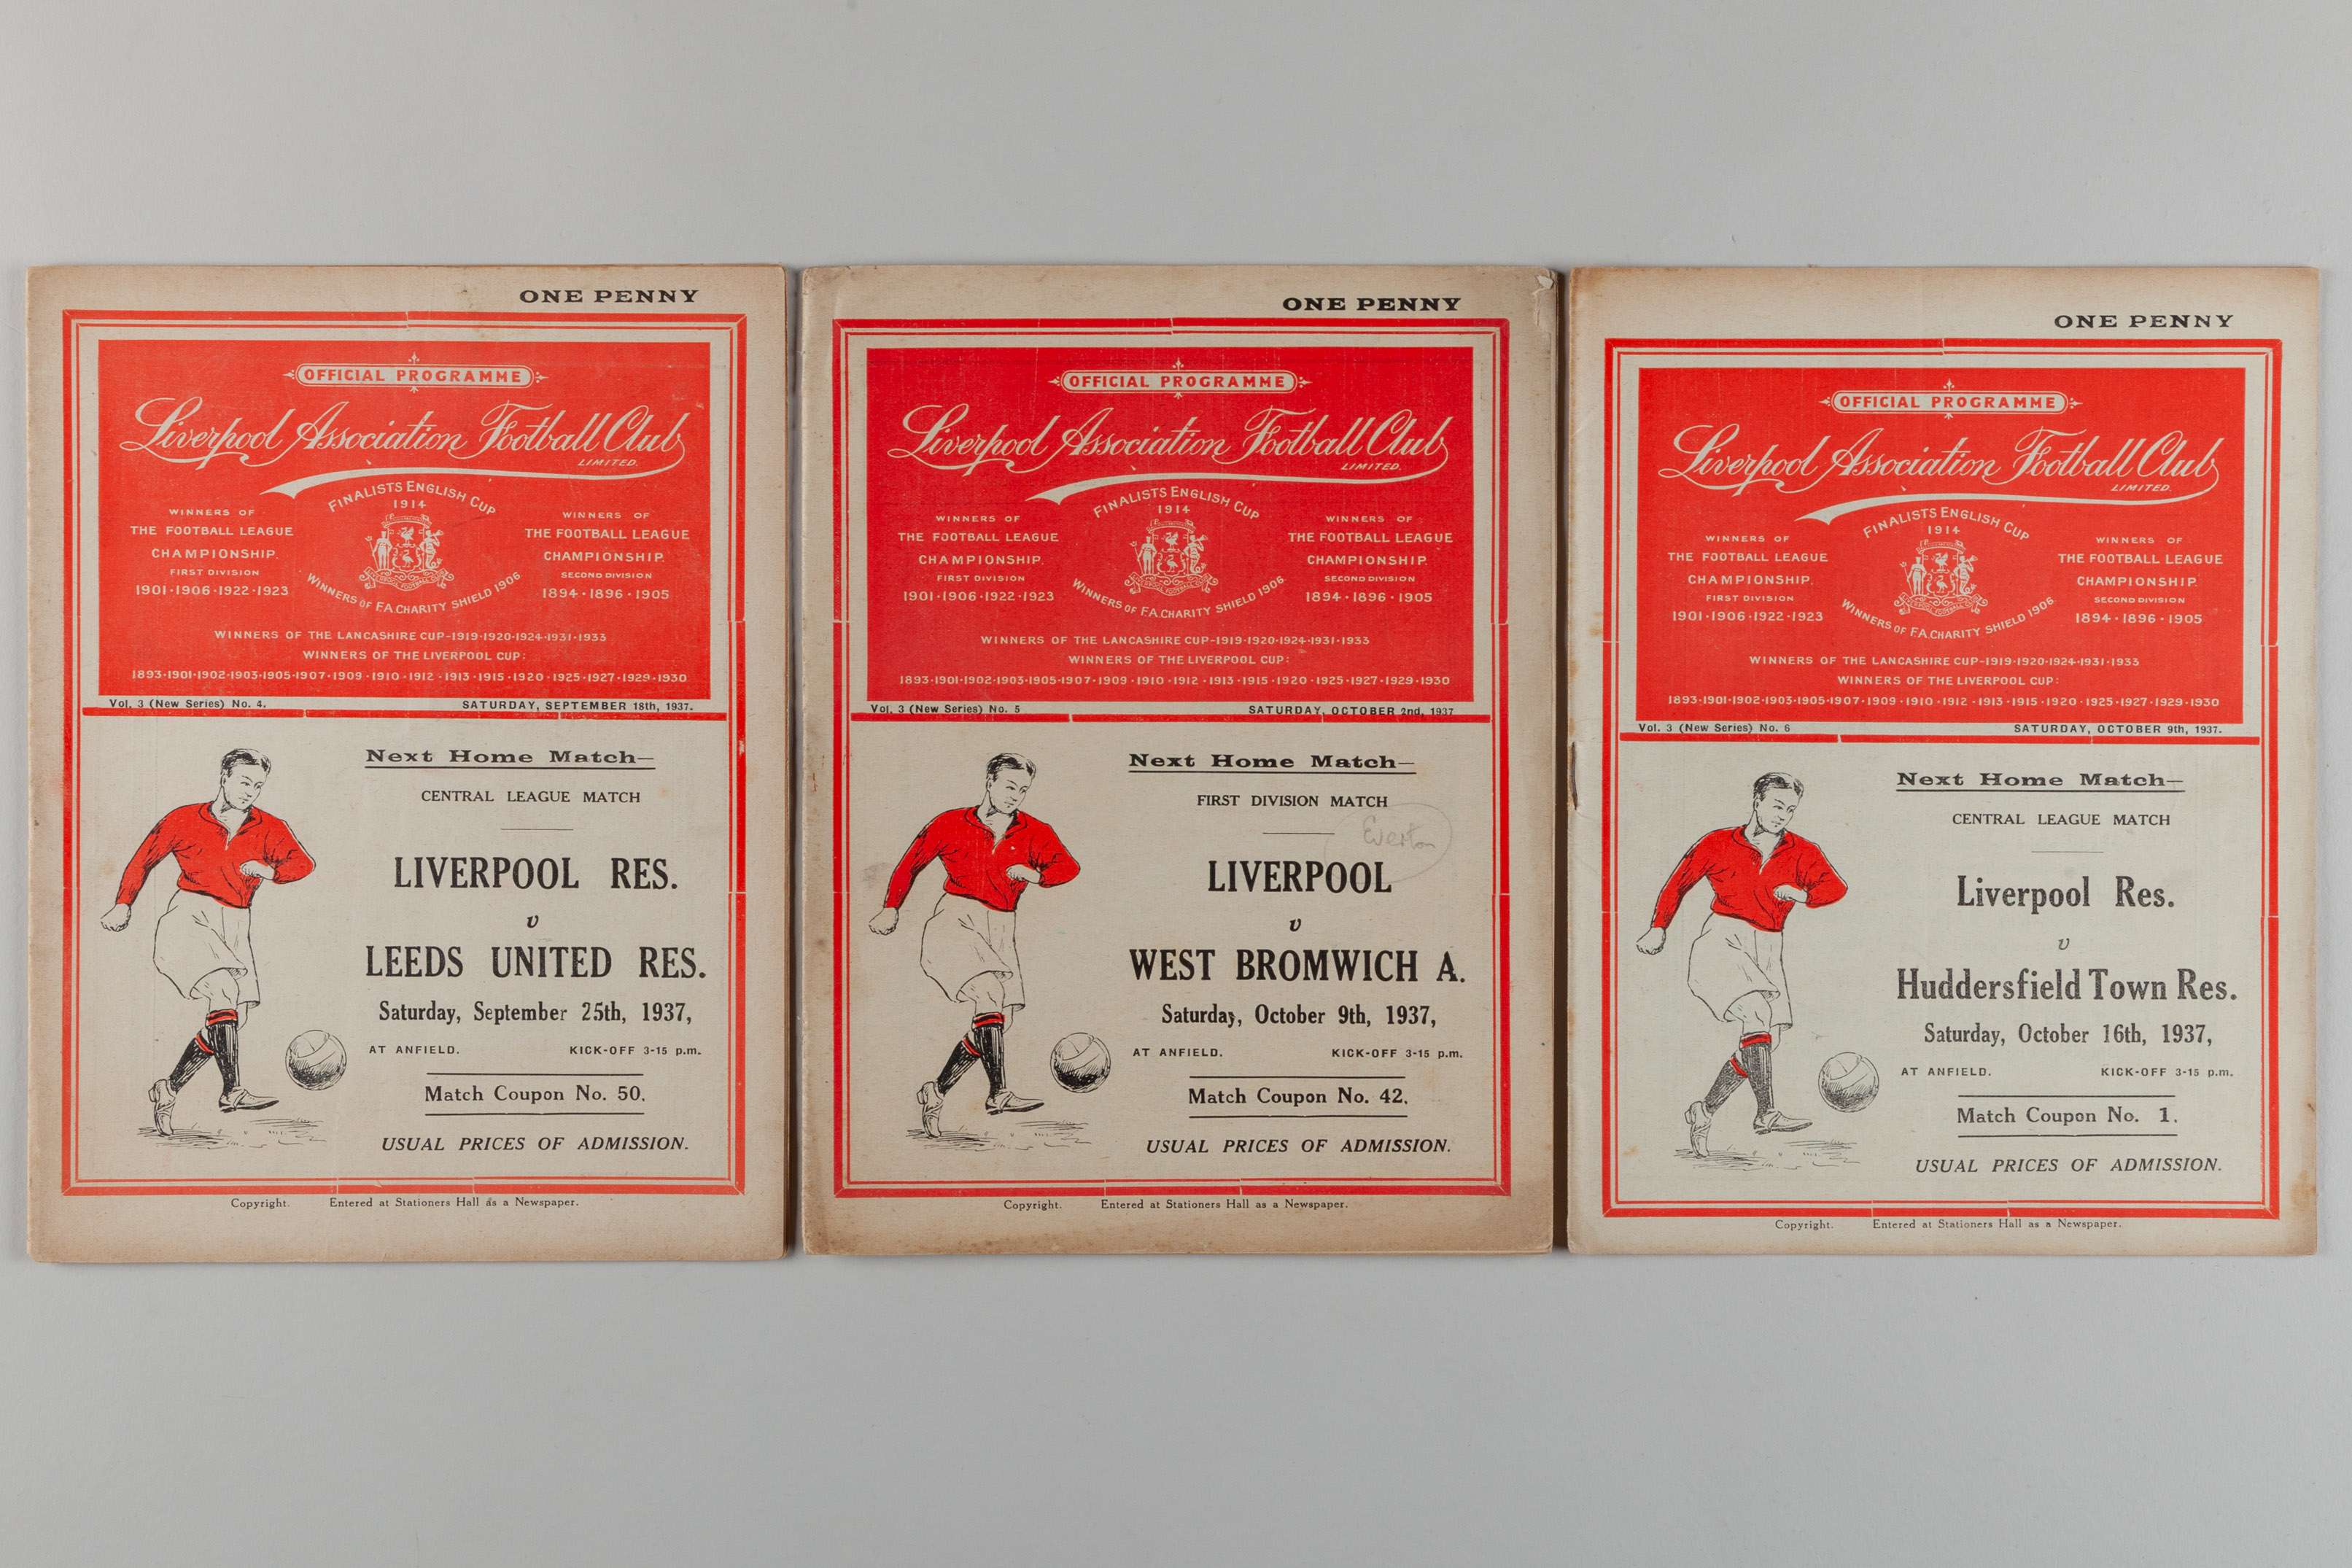 ONE PENNY
OFFICIAL PROGRAMME
Liverpool Association Football Club
LIMITED.
FINALISTS ENGLISH CUP
1914
WINNERS OF
THE FOOTBALL LEAGUE
CHAMPIONSHIP.
FIRST DIVISION
1901·1906·1922·1923
WINNERS OF
THE FOOTBALL LEAGUE
CHAMPIONSHIP.
SECOND DIVISION
1894·1896·1905
WINNERS OF F.A. CHARITY SHIELD 1906
WINNERS OF THE LANCASHIRE CUP-1919·1920·1924·1931·1933
WINNERS OF THE LIVERPOOL CUP:
1893·1901·1902·1903·1905·1907·1909·1910·1912·1913·1915·1920·1925·1927·1929·1930
Vol. 3 (New Series) No. 4. SATURDAY, SEPTEMBER 18th, 1937.
Next Home Match—
CENTRAL LEAGUE MATCH
LIVERPOOL RES.
v
LEEDS UNITED RES.
Saturday, September 25th, 1937,
AT ANFIELD. KICK-OFF 3-15 p.m.
Match Coupon No. 50.
USUAL PRICES OF ADMISSION.
Copyright. Entered at Stationers Hall as a Newspaper.
ONE PENNY
OFFICIAL PROGRAMME
Liverpool Association Football Club
LIMITED.
FINALISTS ENGLISH CUP
1914
WINNERS OF
THE FOOTBALL LEAGUE
CHAMPIONSHIP.
FIRST DIVISION
1901·1906·1922·1923
WINNERS OF
THE FOOTBALL LEAGUE
CHAMPIONSHIP.
SECOND DIVISION
1894·1896·1905
WINNERS OF F.A. CHARITY SHIELD 1906
WINNERS OF THE LANCASHIRE CUP-1919·1920·1924·1931·1933
WINNERS OF THE LIVERPOOL CUP:
1893·1901·1902·1903·1905·1907·1909·1910·1912·1913·1915·1920·1925·1927·1929·1930
Vol. 3 (New Series) No. 5 SATURDAY, OCTOBER 2nd, 1937
Next Home Match—
FIRST DIVISION MATCH
Everton
LIVERPOOL
v
WEST BROMWICH A.
Saturday, October 9th, 1937,
AT ANFIELD. KICK-OFF 3-15 p.m.
Match Coupon No. 42.
USUAL PRICES OF ADMISSION.
Copyright. Entered at Stationers Hall as a Newspaper.
ONE PENNY
OFFICIAL PROGRAMME
Liverpool Association Football Club
LIMITED.
FINALISTS ENGLISH CUP
1914
WINNERS OF
THE FOOTBALL LEAGUE
CHAMPIONSHIP.
FIRST DIVISION
1901·1906·1922·1923
WINNERS OF
THE FOOTBALL LEAGUE
CHAMPIONSHIP.
SECOND DIVISION
1894·1896·1905
WINNERS OF F.A. CHARITY SHIELD 1906
WINNERS OF THE LANCASHIRE CUP-1919·1920·1924·1931·1933
WINNERS OF THE LIVERPOOL CUP:
1893·1901·1902·1903·1905·1907·1909·1910·1912·1913·1915·1920·1925·1927·1929·1930
Vol. 3 (New Series) No. 6 SATURDAY, OCTOBER 9th, 1937.
Next Home Match—
CENTRAL LEAGUE MATCH
Liverpool Res.
v
Huddersfield Town Res.
Saturday, October 16th, 1937,
AT ANFIELD. KICK-OFF 3-15 p.m.
Match Coupon No. 1.
USUAL PRICES OF ADMISSION.
Copyright. Entered at Stationers Hall as a Newspaper.